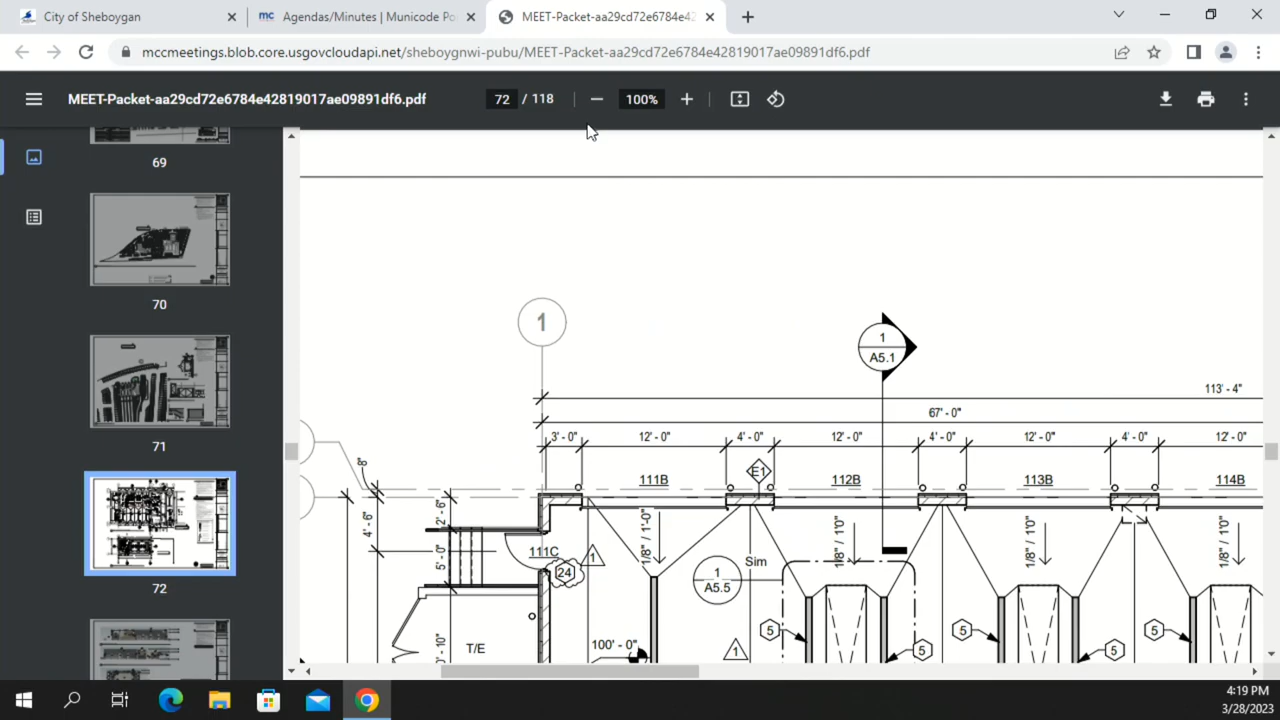 City of Sheboygan
mc Agendas/Minutes | Municode Po
MEET-Packet-aa29cd72e6784e42
mccmeetings.blob.core.usgovcloudapi.net/sheboygnwi-pubu/MEET-Packet-aa29cd72e6784e42819017ae09891df6.pdf
MEET-Packet-aa29cd72e6784e42819017ae09891df6.pdf
72 / 118
100%
69
70
71
72
1
1
A5.1
113' - 4"
67' - 0"
3' - 0"
12' - 0"
4' - 0"
12' - 0"
4' - 0"
12' - 0"
4' - 0"
12' - 0"
8"
4' - 6"
2' - 6"
5' - 0"
0' - 10"
111B
E1
112B
113B
114B
111C
24
1
1/8" / 1'-0"
1/8" / 1'0"
1/8" / 1'0"
1/8" / 1'0"
Sim
1
A5.5
5
5
5
5
5
100' - 0"
1
T/E
4:19 PM
3/28/2023